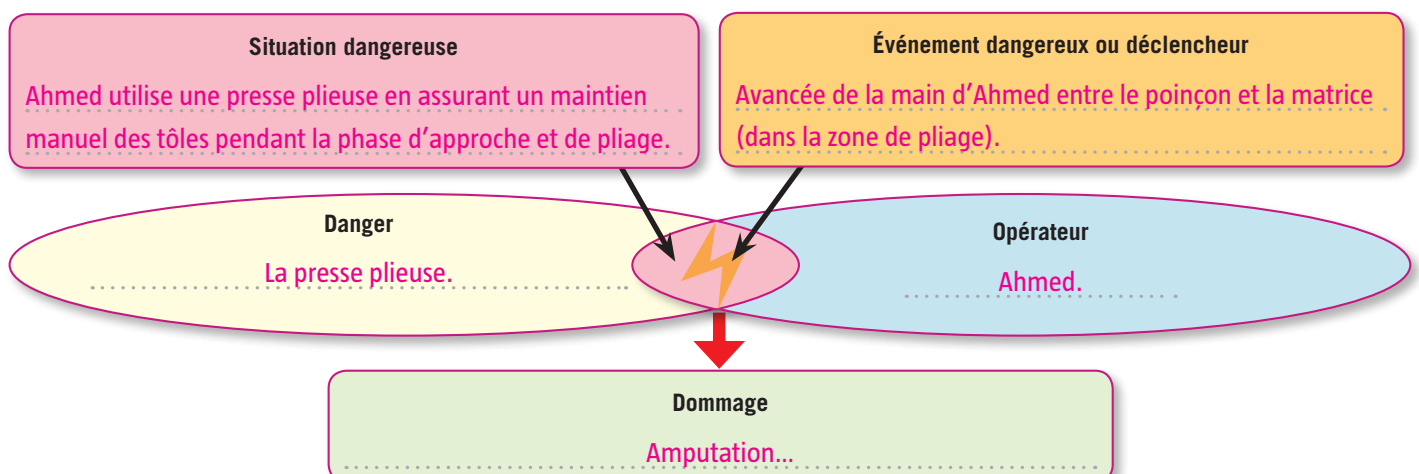 Situation dangereuse
Ahmed utilise une presse plieuse en assurant un maintien
manuel des tôles pendant la phase d’approche et de pliage.
Événement dangereux ou déclencheur
Avancée de la main d’Ahmed entre le poinçon et la matrice
(dans la zone de pliage).
Danger
La presse plieuse.
Opérateur
Ahmed.
Dommage
Amputation...